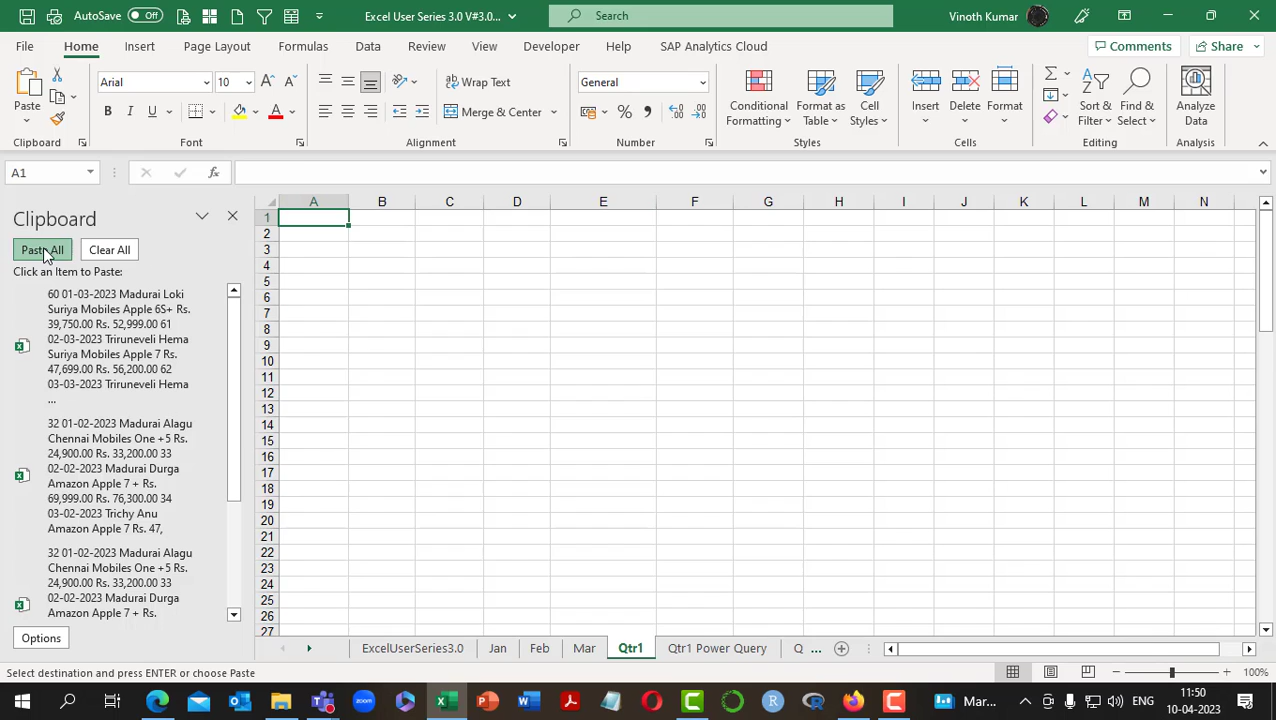 AutoSave Off Excel User Series 3.0 V#3.0... Search Vinoth Kumar
File Home Insert Page Layout Formulas Data Review View Developer Help SAP Analytics Cloud Comments Share
Paste Arial 10 Wrap Text General Conditional Formatting Format as Table Cell Styles Insert Delete Format Sort & Filter Find & Select Analyze Data
B I U Merge & Center
Clipboard Font Alignment Number Styles Cells Editing Analysis
A1 fx
Clipboard
Paste All Clear All
Click an Item to Paste:
60 01-03-2023 Madurai Loki
Suriya Mobiles Apple 6S+ Rs.
39,750.00 Rs. 52,999.00 61
02-03-2023 Triruneveli Hema
Suriya Mobiles Apple 7 Rs.
47,699.00 Rs. 56,200.00 62
03-03-2023 Triruneveli Hema
...
32 01-02-2023 Madurai Alagu
Chennai Mobiles One +5 Rs.
24,900.00 Rs. 33,200.00 33
02-02-2023 Madurai Durga
Amazon Apple 7 + Rs.
69,999.00 Rs. 76,300.00 34
03-02-2023 Trichy Anu
Amazon Apple 7 Rs. 47,
32 01-02-2023 Madurai Alagu
Chennai Mobiles One +5 Rs.
24,900.00 Rs. 33,200.00 33
02-02-2023 Madurai Durga
Amazon Apple 7 + Rs.
Options
A B C D E F G H I J K L M N
1
2
3
4
5
6
7
8
9
10
11
12
13
14
15
16
17
18
19
20
21
22
23
24
25
26
27
ExcelUserSeries3.0 Jan Feb Mar Qtr1 Qtr1 Power Query Q ...
Select destination and press ENTER or choose Paste 100%
Mar... ENG 11:50
10-04-2023